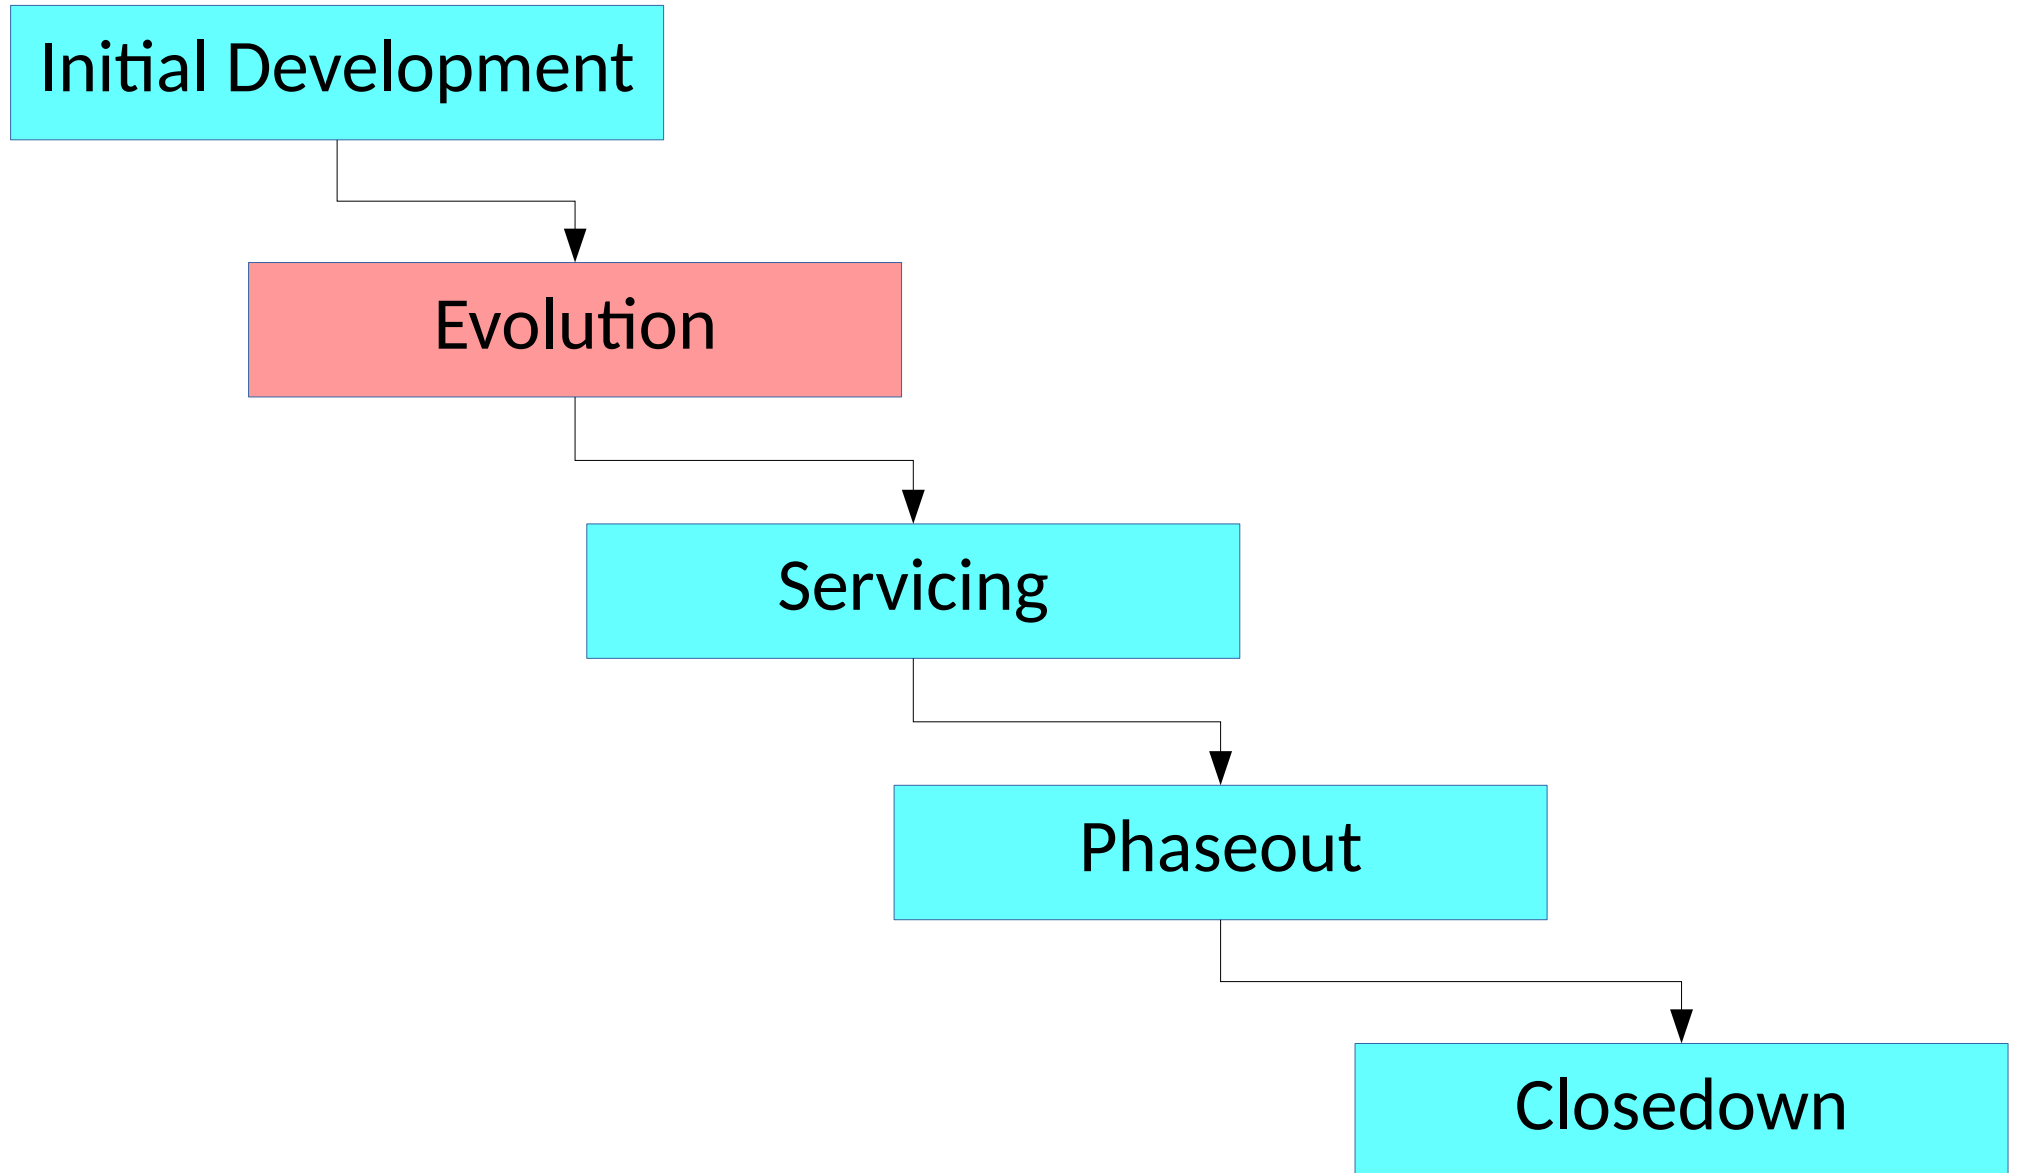 Initial Development
Evolution
Servicing
Phaseout
Closedown